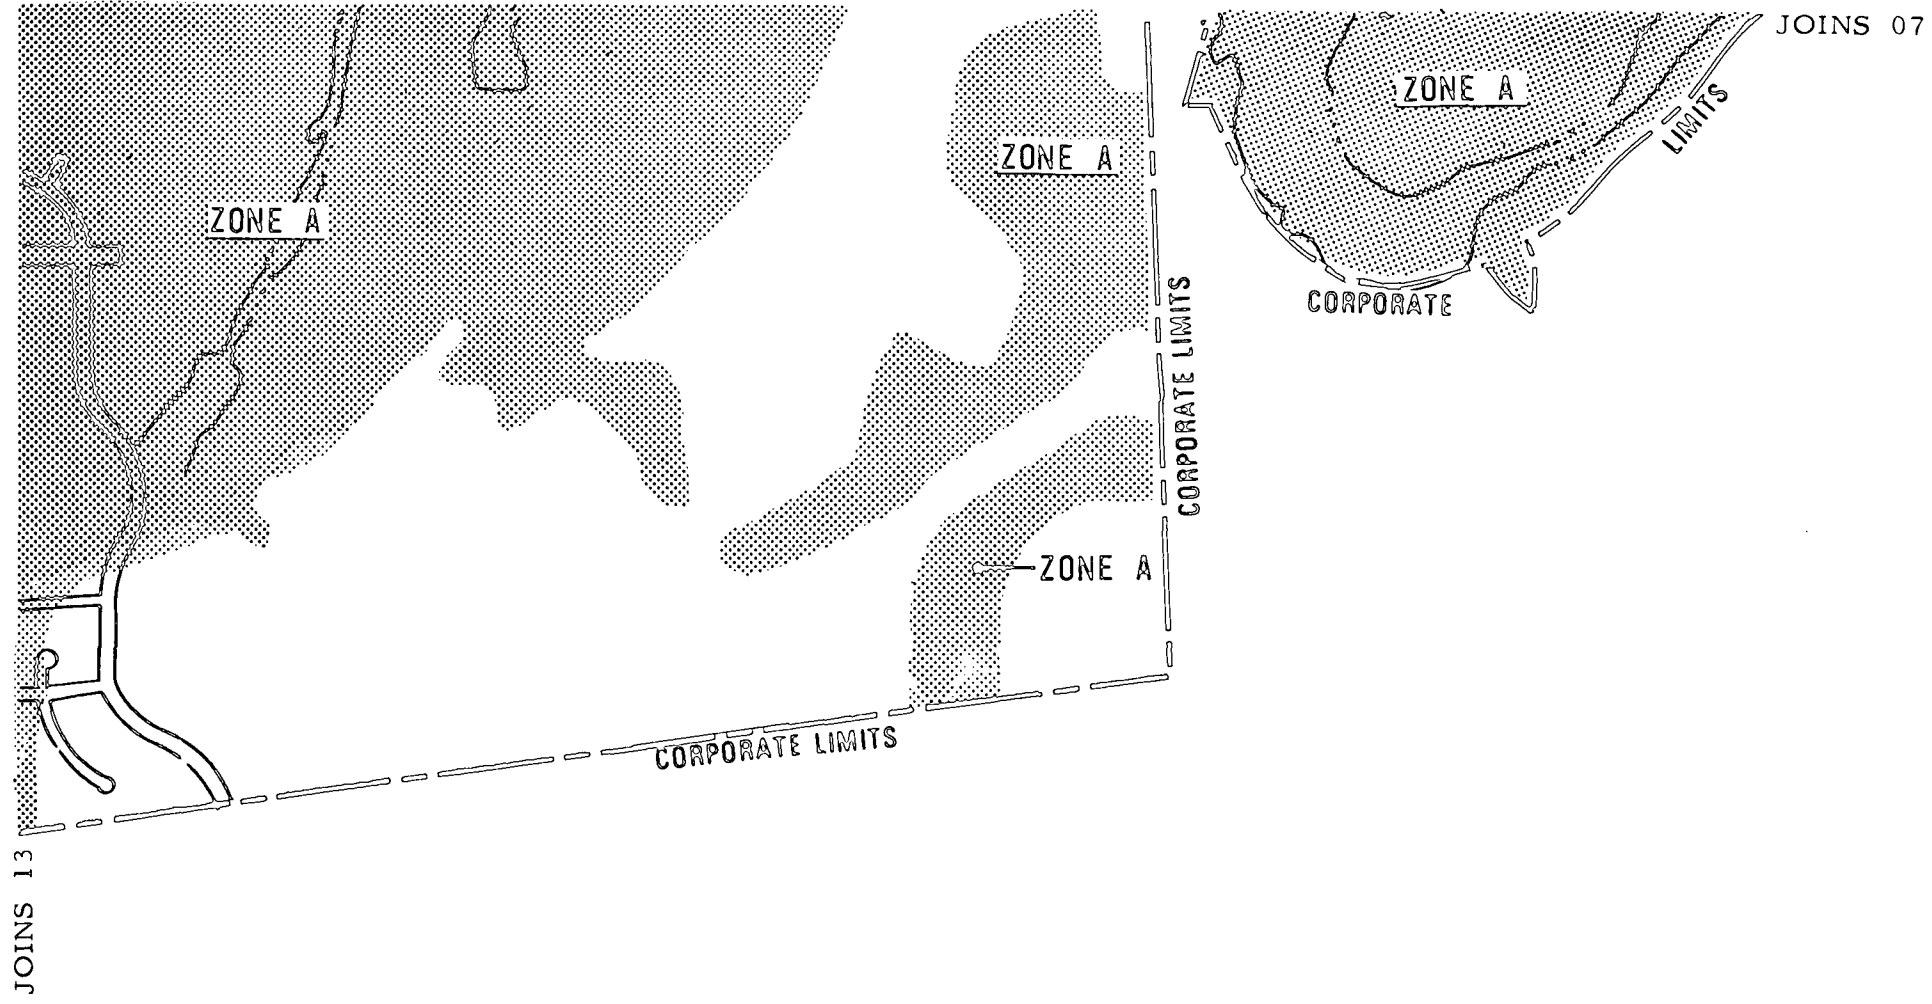 JOINS 07
ZONE A
LIMITS
ZONE A
ZONE A
CORPORATE
CORPORATE LIMITS
ZONE A
CORPORATE LIMITS
JOINS 13